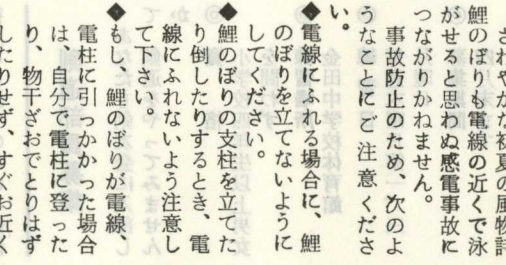 さわやかな初夏の風物詩
鯉のぼりも電線の近くで泳
がせると思わぬ感電事故に
つながりかねません。
事故防止のため、次のよ
うなことにご注意くださ
い。
◆電線にふれる場合に、鯉
のぼりを立てないように
して下さい。
◆鯉のぼりの支柱を立てた
り倒したりするとき、電
線にふれないよう注意し
て下さい。
◆もし、鯉のぼりが電線、
電柱に引っかかった場合
は、自分で電柱に登った
り、物干ざおでとりはず
したりせず、すぐお近く